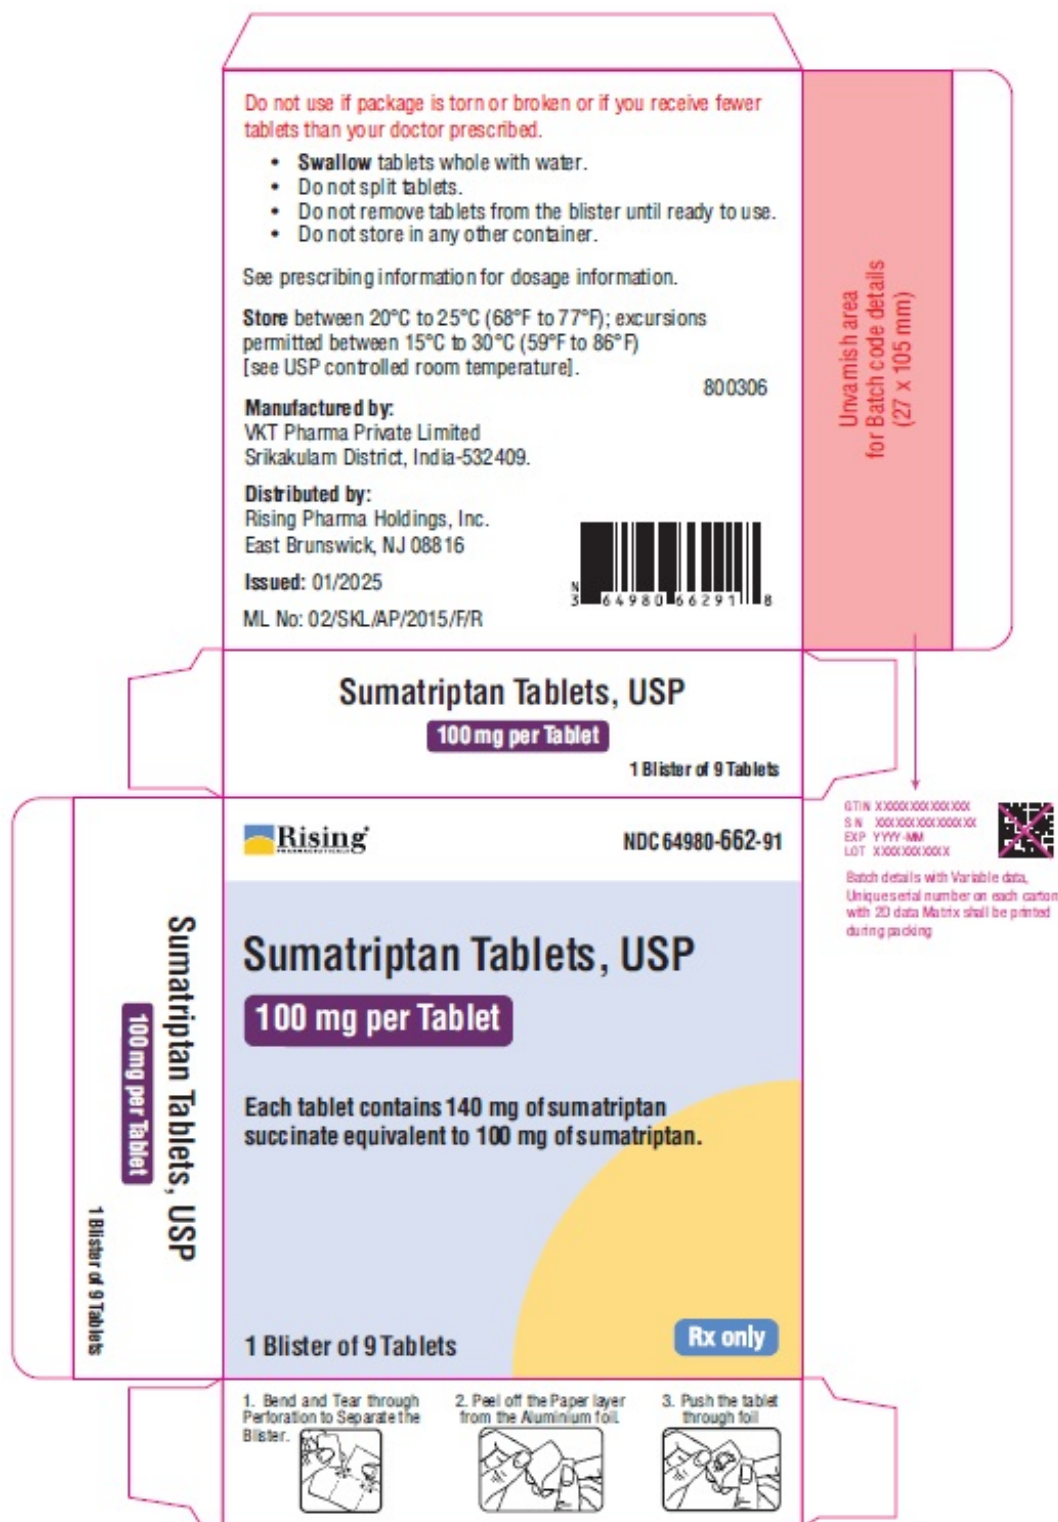 Do not use if package is torn or broken or if you receive fewer
tablets than your doctor prescribed.
• Swallow tablets whole with water.
• Do not split tablets.
• Do not remove tablets from the blister until ready to use.
• Do not store in any other container.
See prescribing information for dosage information.
Store between 20°C to 25°C (68°F to 77°F); excursions
permitted between 15°C to 30°C (59°F to 86°F)
[see USP controlled room temperature].
800306
Manufactured by:
VKT Pharma Private Limited
Srikakulam District, India-532409.
Distributed by:
Rising Pharma Holdings, Inc.
East Brunswick, NJ 08816
Issued: 01/2025
ML No: 02/SKL/AP/2015/F/R
N
3 64980 66291 8
Unvarnish area
for Batch code details
(27 x 105 mm)
Sumatriptan Tablets, USP
100 mg per Tablet
1 Blister of 9 Tablets
GTIN XXXXXXXXXXXXXX
SN XXXXXXXXXXXXXXX
EXP YYYY-MM
LOT XXXXXXXXXX
Batch details with Variable data,
Unique serial number on each carton
with 2D data Matrix shall be printed
during packing
Rising
PHARMACEUTICALS
NDC 64980-662-91
Sumatriptan Tablets, USP
100 mg per Tablet
Each tablet contains 140 mg of sumatriptan
succinate equivalent to 100 mg of sumatriptan.
1 Blister of 9 Tablets
Rx only
Sumatriptan Tablets, USP
100 mg per Tablet
1 Blister of 9 Tablets
1. Bend and Tear through
Perforation to Separate the
Blister.
2. Peel off the Paper layer
from the Aluminium foil.
3. Push the tablet
through foil